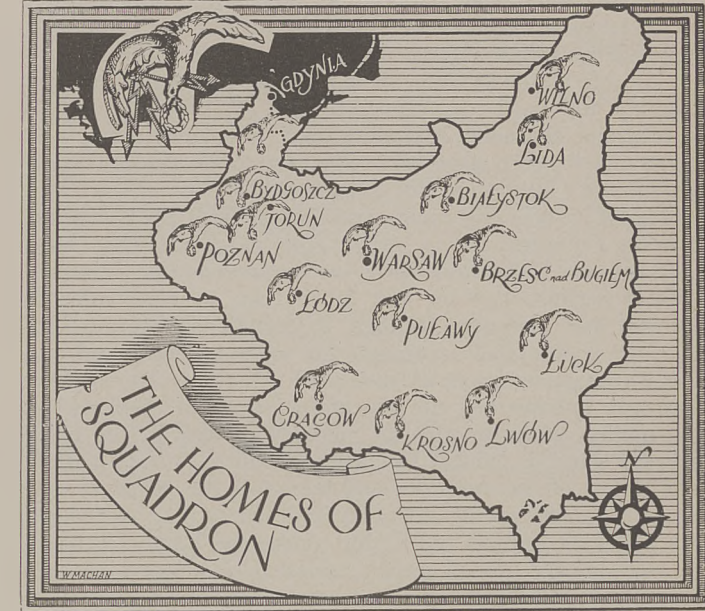 GDYNIA
WILNO
LIDA
BYDGOSZCZ
TORUN
BIAŁYSTOK
POZNAN
WARSAW
BRZESC nad BUGIEM
ŁÓDZ
PUŁAWY
ŁUCK
CRACOW
KROSNO
LWÓW
THE HOMES OF
SQUADRON
N
W. MACHAN